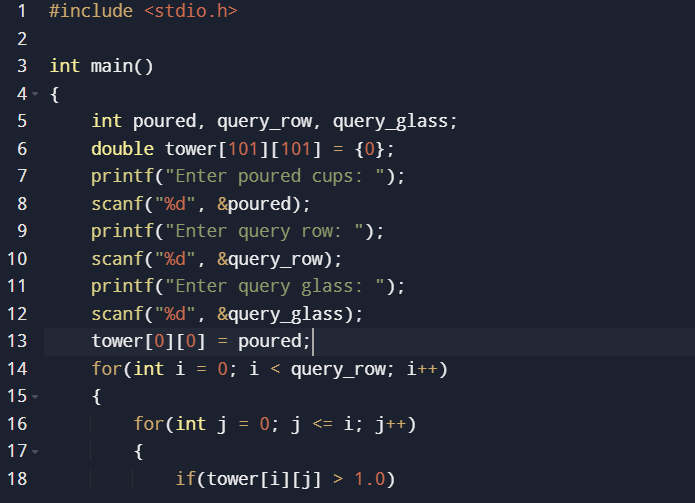 1 #include <stdio.h>
2
3 int main()
4 {
5     int poured, query_row, query_glass;
6     double tower[101][101] = {0};
7     printf("Enter poured cups: ");
8     scanf("%d", &poured);
9     printf("Enter query row: ");
10     scanf("%d", &query_row);
11     printf("Enter query glass: ");
12     scanf("%d", &query_glass);
13     tower[0][0] = poured;
14     for(int i = 0; i < query_row; i++)
15     {
16         for(int j = 0; j <= i; j++)
17         {
18             if(tower[i][j] > 1.0)